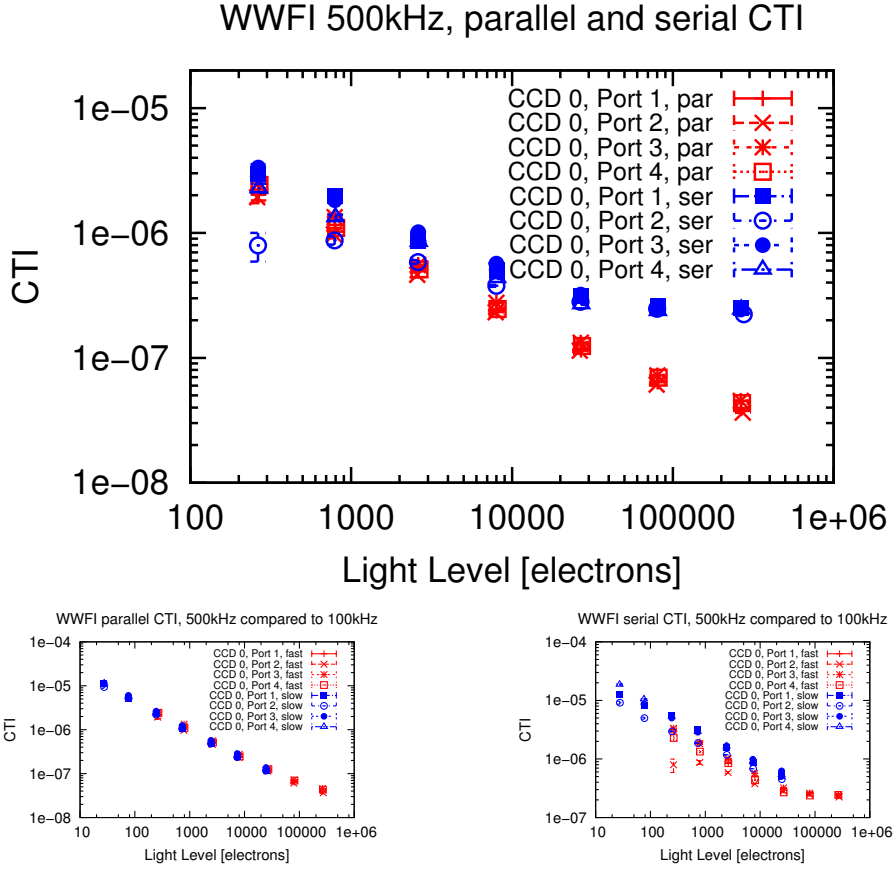 WWFI 500kHz, parallel and serial CTI
1e-05
1e-06
1e-07
1e-08
CTI
CCD 0, Port 1, par
CCD 0, Port 2, par
CCD 0, Port 3, par
CCD 0, Port 4, par
CCD 0, Port 1, ser
CCD 0, Port 2, ser
CCD 0, Port 3, ser
CCD 0, Port 4, ser
100 1000 10000 100000 1e+06
Light Level [electrons]
WWFI parallel CTI, 500kHz compared to 100kHz
1e-04
1e-05
1e-06
1e-07
1e-08
CTI
CCD 0, Port 1, fast
CCD 0, Port 2, fast
CCD 0, Port 3, fast
CCD 0, Port 4, fast
CCD 0, Port 1, slow
CCD 0, Port 2, slow
CCD 0, Port 3, slow
CCD 0, Port 4, slow
10 100 1000 10000 100000 1e+06
Light Level [electrons]
WWFI serial CTI, 500kHz compared to 100kHz
1e-04
1e-05
1e-06
1e-07
CTI
CCD 0, Port 1, fast
CCD 0, Port 2, fast
CCD 0, Port 3, fast
CCD 0, Port 4, fast
CCD 0, Port 1, slow
CCD 0, Port 2, slow
CCD 0, Port 3, slow
CCD 0, Port 4, slow
10 100 1000 10000 100000 1e+06
Light Level [electrons]